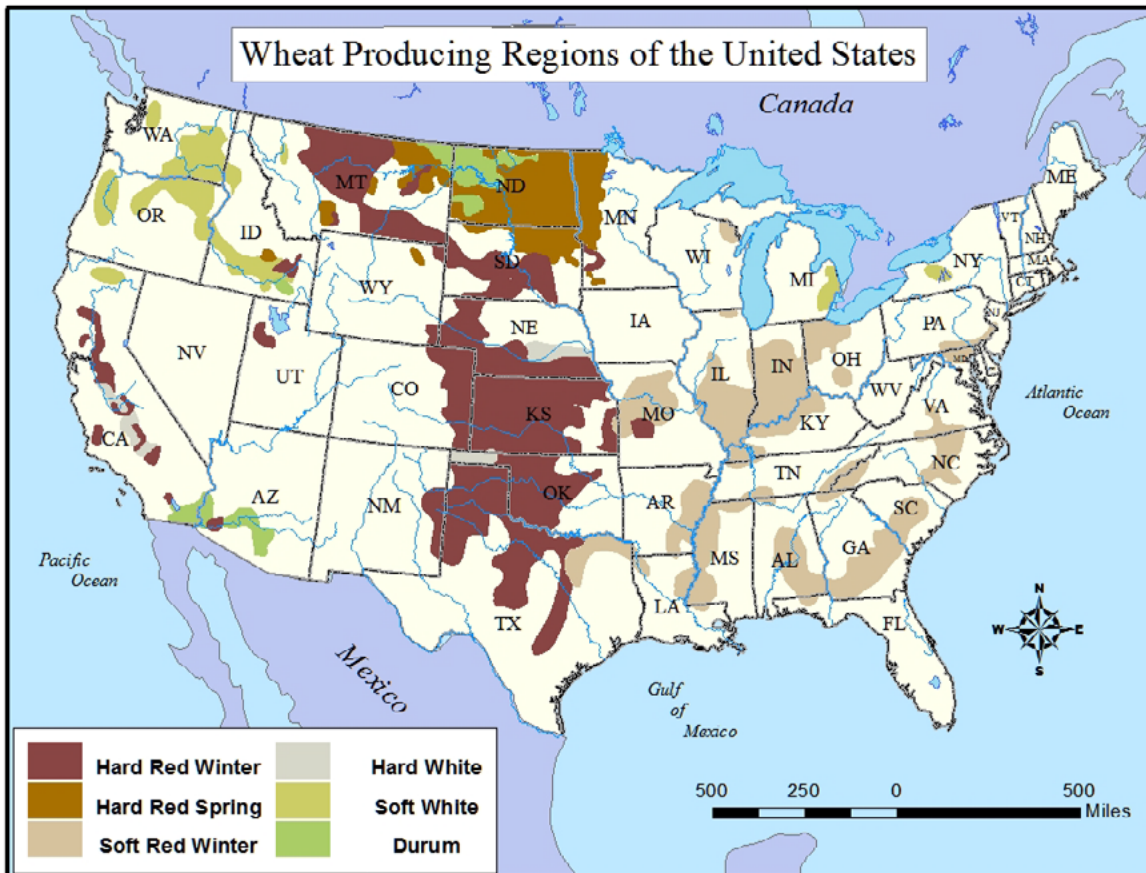 Wheat Producing Regions of the United States
Canada
WA
MT
ND
MN
ME
OR
ID
SD
WI
MI
NY
VT
NH
MA
CT
WY
IA
NE
PA
NJ
NV
UT
CO
IL
IN
OH
MD
WV
VA
KS
MO
KY
CA
AZ
NM
OK
AR
TN
NC
SC
MS
AL
GA
TX
LA
FL
Atlantic
Ocean
Pacific
Ocean
Mexico
Gulf
of
Mexico
N
W E
S
Hard Red Winter
Hard White
Hard Red Spring
Soft White
Soft Red Winter
Durum
500 250 0 500
Miles